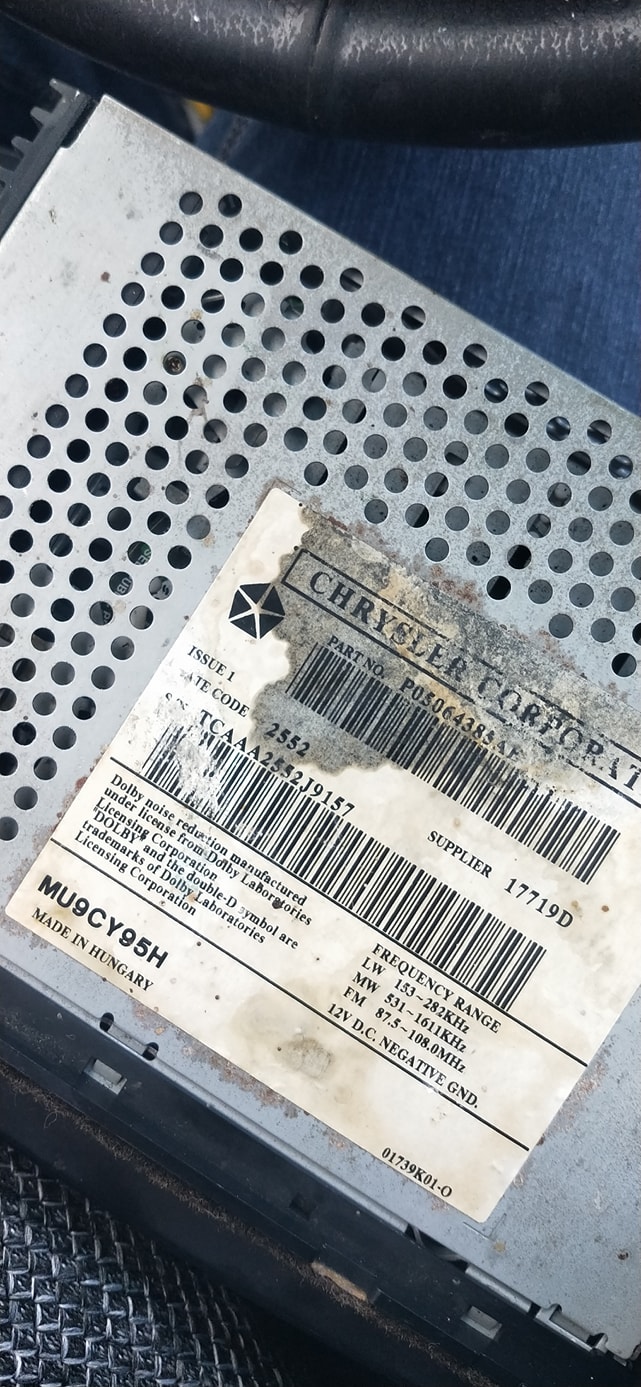 CHRYSLER CORPORAT
PART NO. P05064385AF
ISSUE 1
ATE CODE 2552
S/N TCAAA2552J9157
SUPPLIER 17719D
Dolby noise reduction manufactured
under license from Dolby Laboratories
Licensing Corporation.
"DOLBY" and the double-D symbol are
trademarks of Dolby Laboratories
Licensing Corporation
FREQUENCY RANGE
LW 153~282KHz
MW 531~1611KHz
FM 87.5~108.0MHz
12V D.C. NEGATIVE GND.
MU9CY95H
MADE IN HUNGARY
01739K01-O